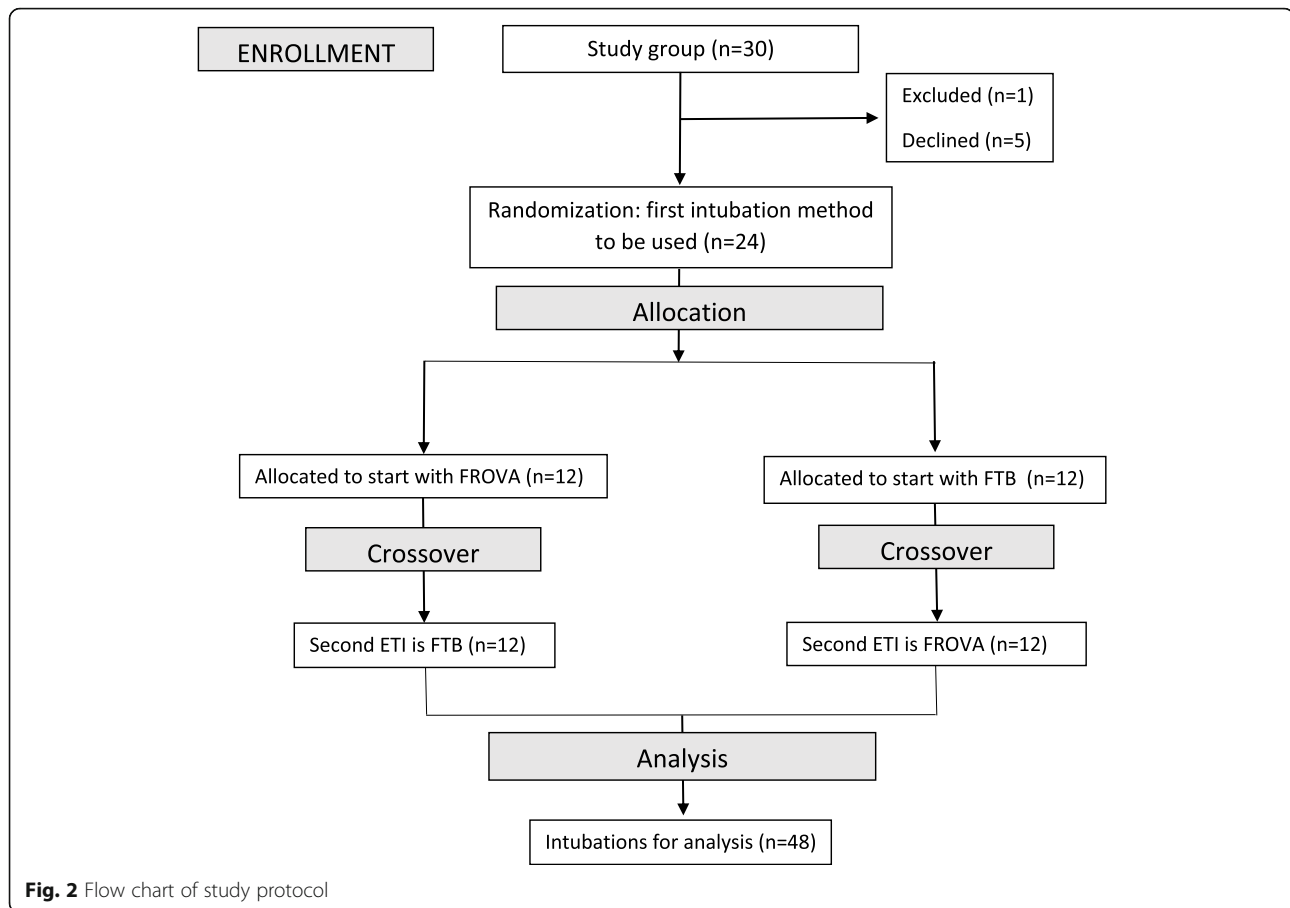 ENROLLMENT
Study group (n=30)
Excluded (n=1)
Declined (n=5)
Randomization: first intubation method
to be used (n=24)
Allocation
Allocated to start with FROVA (n=12)
Allocated to start with FTB (n=12)
Crossover
Crossover
Second ETI is FTB (n=12)
Second ETI is FROVA (n=12)
Analysis
Intubations for analysis (n=48)
Fig. 2 Flow chart of study protocol